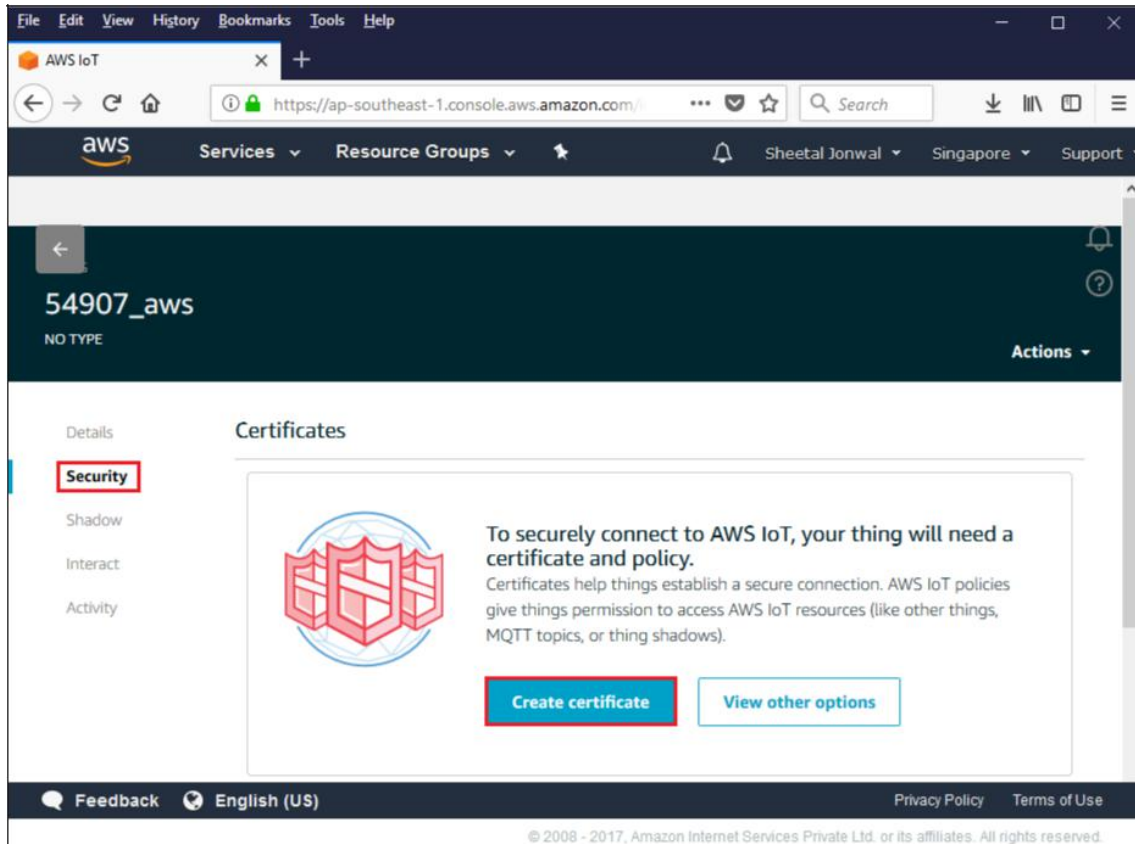 File Edit View History Bookmarks Tools Help
AWS IoT
https://ap-southeast-1.console.aws.amazon.com/
Search
aws Services Resource Groups Sheetal Jonwal Singapore Support
54907_aws
NO TYPE
Actions
Details
Security
Shadow
Interact
Activity
Certificates
To securely connect to AWS IoT, your thing will need a
certificate and policy.
Certificates help things establish a secure connection. AWS IoT policies
give things permission to access AWS IoT resources (like other things,
MQTT topics, or thing shadows).
Create certificate View other options
Feedback English (US) Privacy Policy Terms of Use
© 2008 - 2017, Amazon Internet Services Private Ltd. or its affiliates. All rights reserved.